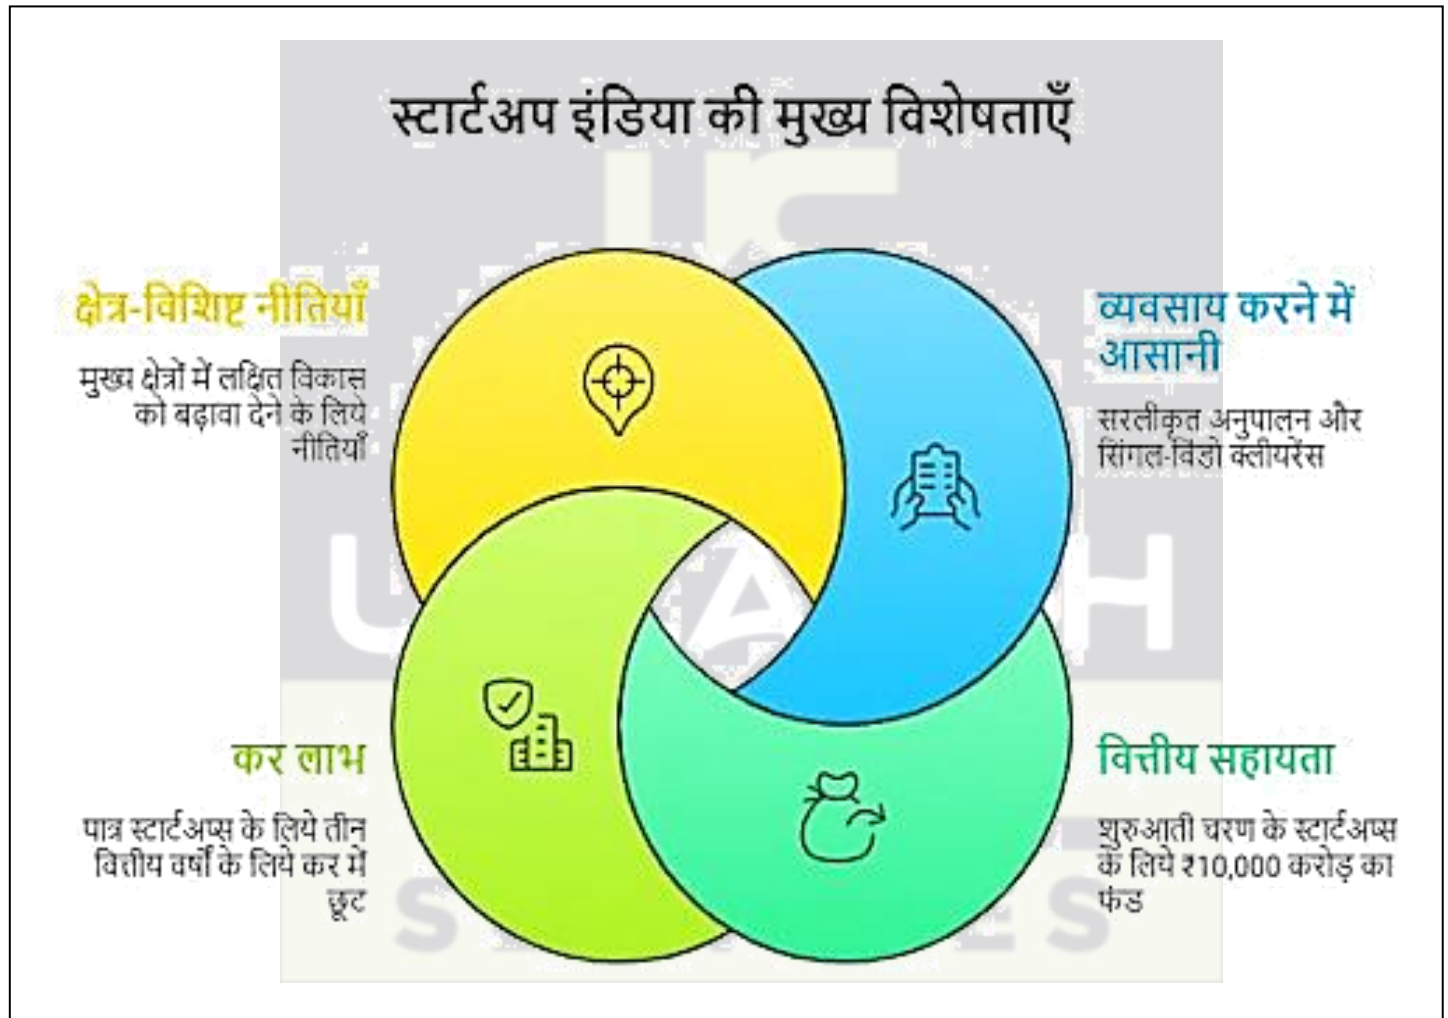 स्टार्टअप इंडिया की मुख्य विशेषताएँ
क्षेत्र-विशिष्ट नीतियाँ
मुख्य क्षेत्रों में लक्षित विकास
को बढ़ावा देने के लिये
नीतियाँ
व्यवसाय करने में
आसानी
सरलीकृत अनुपालन और
सिंगल-विंडो क्लीयरेंस
कर लाभ
पात्र स्टार्टअप्स के लिये तीन
वित्तीय वर्षों के लिये कर में
छूट
वित्तीय सहायता
शुरुआती चरण के स्टार्टअप्स
के लिये ₹10,000 करोड़ का
फंड